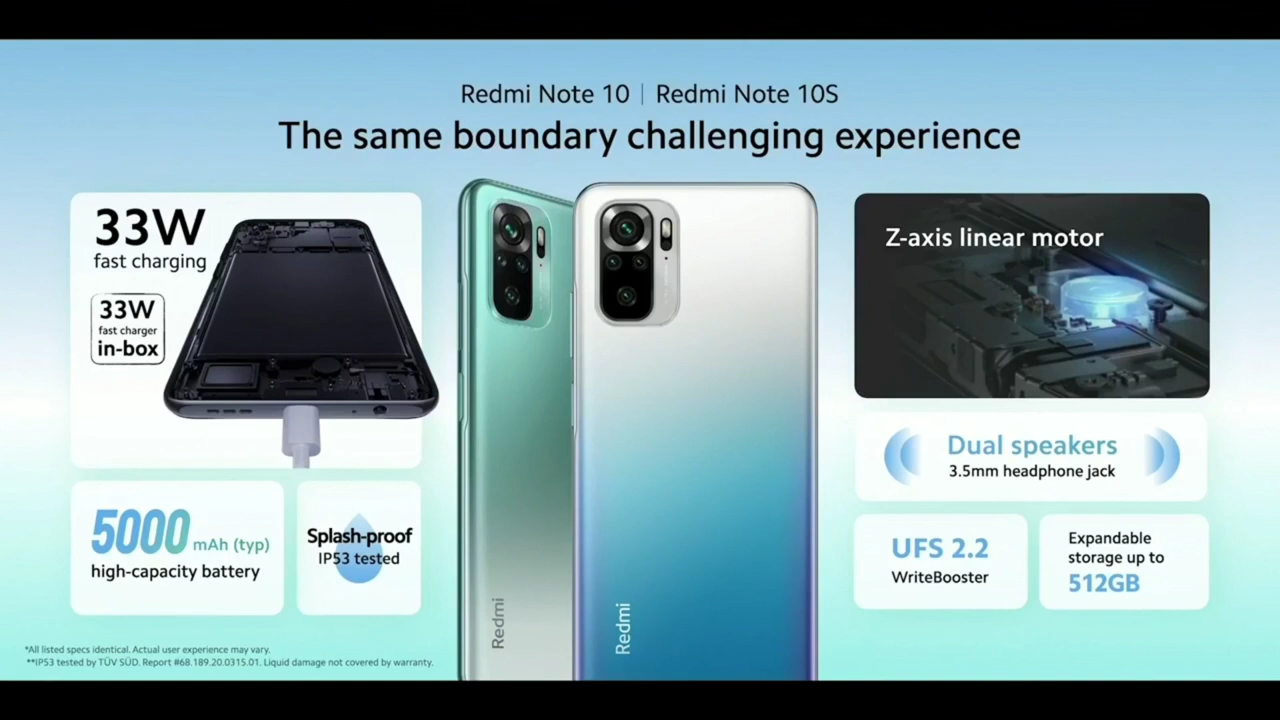 Redmi Note 10 | Redmi Note 10S
The same boundary challenging experience
33W
fast charging
33W
fast charger
in-box
5000 mAh (typ)
high-capacity battery
Splash-proof
IP53 tested
Redmi
Redmi
Z-axis linear motor
Dual speakers
3.5mm headphone jack
UFS 2.2
WriteBooster
Expandable
storage up to
512GB
*All listed specs identical. Actual user experience may vary.
**IP53 tested by TÜV SÜD. Report #68.189.20.0315.01. Liquid damage not covered by warranty.